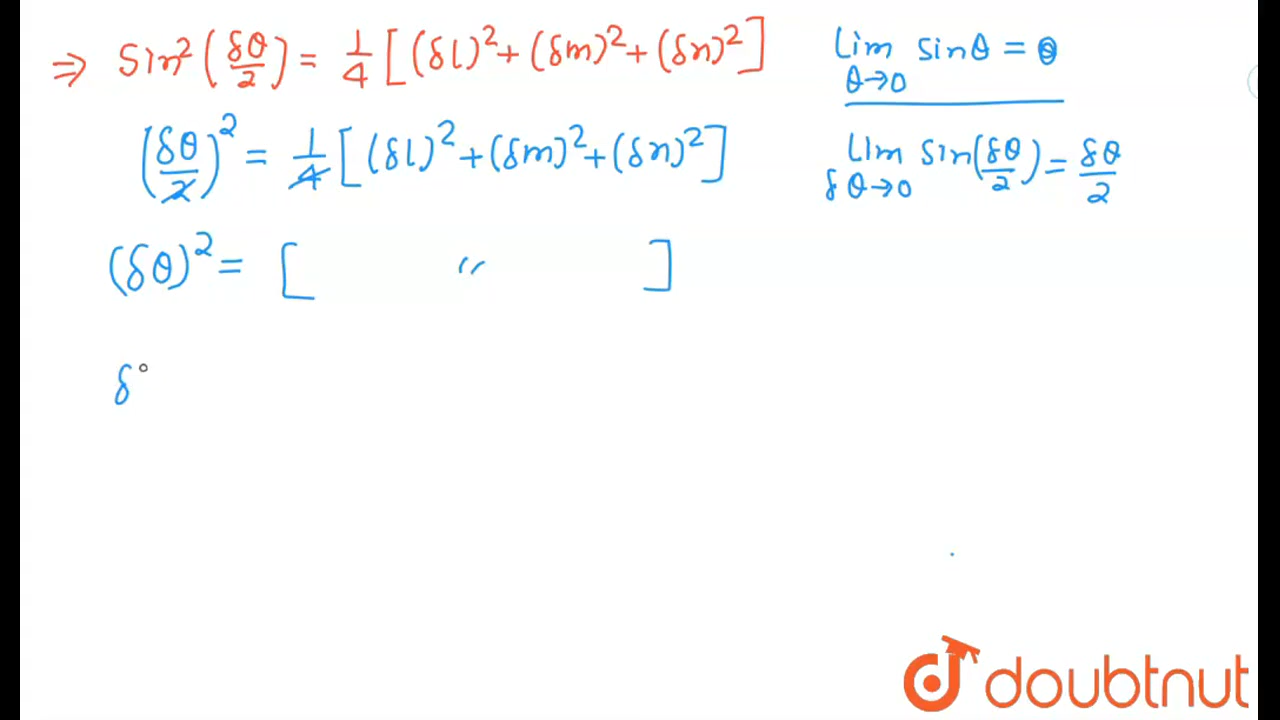 ⇒ Sin² (δθ/2) = 1/4 [(δl)² + (δm)² + (δn)²]
(δθ/2)² = 1/4 [(δl)² + (δm)² + (δn)²]
(δθ)² = [ " ]
δ
Lim θ→0 sinθ = θ
Lim δθ→0 sin(δθ/2) = δθ/2
doubtnut